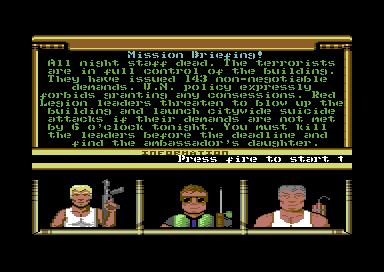 Mission Briefing!
All night staff dead. The terrorists
are in full control of the building.
They have issued 143 non-negotiable
demands. U.N. policy expressly
forbids granting any concessions. Red
Legion leaders threaten to blow up the
building and launch citywide suicide
attacks if their demands are not met
by 6 o'clock tonight. You must kill
the leaders before the deadline and
find the ambassador's daughter.
INFORMATION
Press fire to start